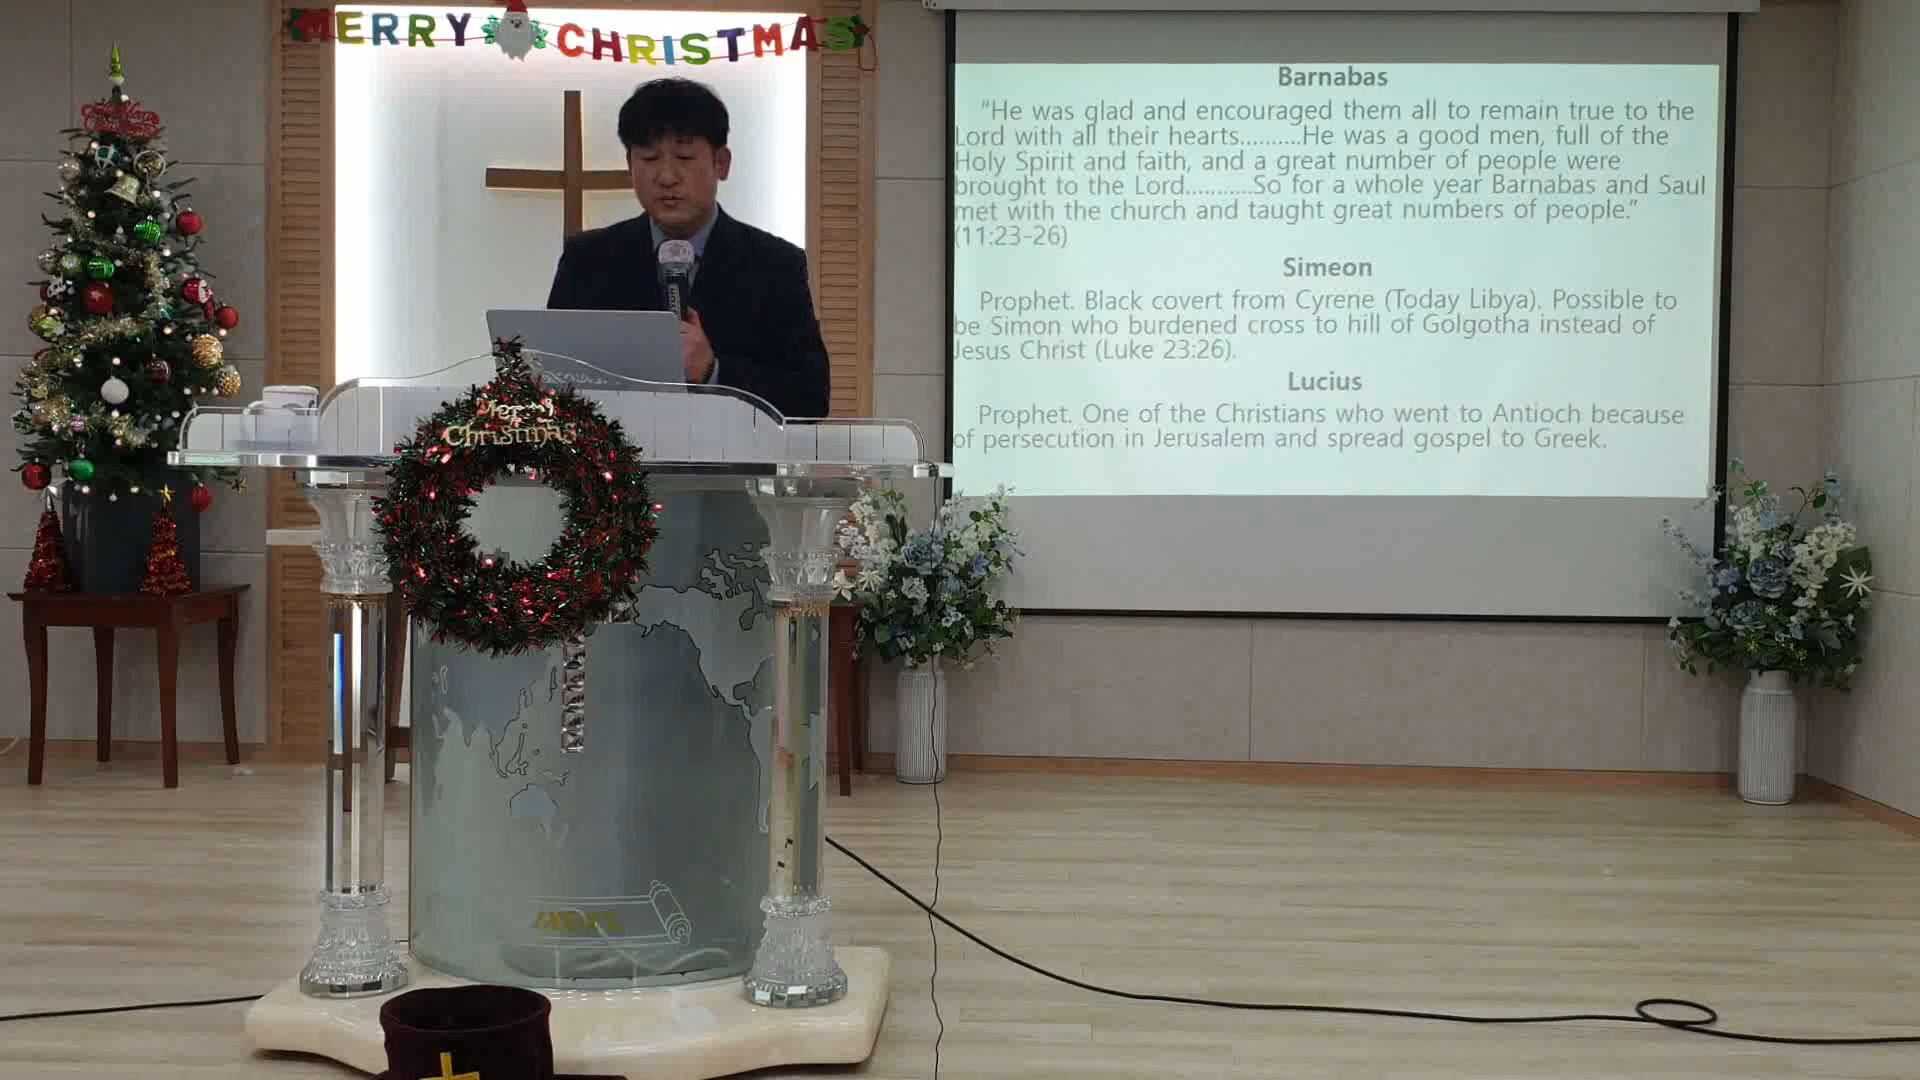 MERRY CHRISTMAS
Barnabas
“He was glad and encouraged them all to remain true to the
Lord with all their hearts..........He was a good men, full of the
Holy Spirit and faith, and a great number of people were
brought to the Lord...........So for a whole year Barnabas and Saul
met with the church and taught great numbers of people.”
(11:23-26)
Simeon
Prophet. Black covert from Cyrene (Today Libya). Possible to
be Simon who burdened cross to hill of Golgotha instead of
Jesus Christ (Luke 23:26).
Lucius
Prophet. One of the Christians who went to Antioch because
of persecution in Jerusalem and spread gospel to Greek.
Merry
Christmas